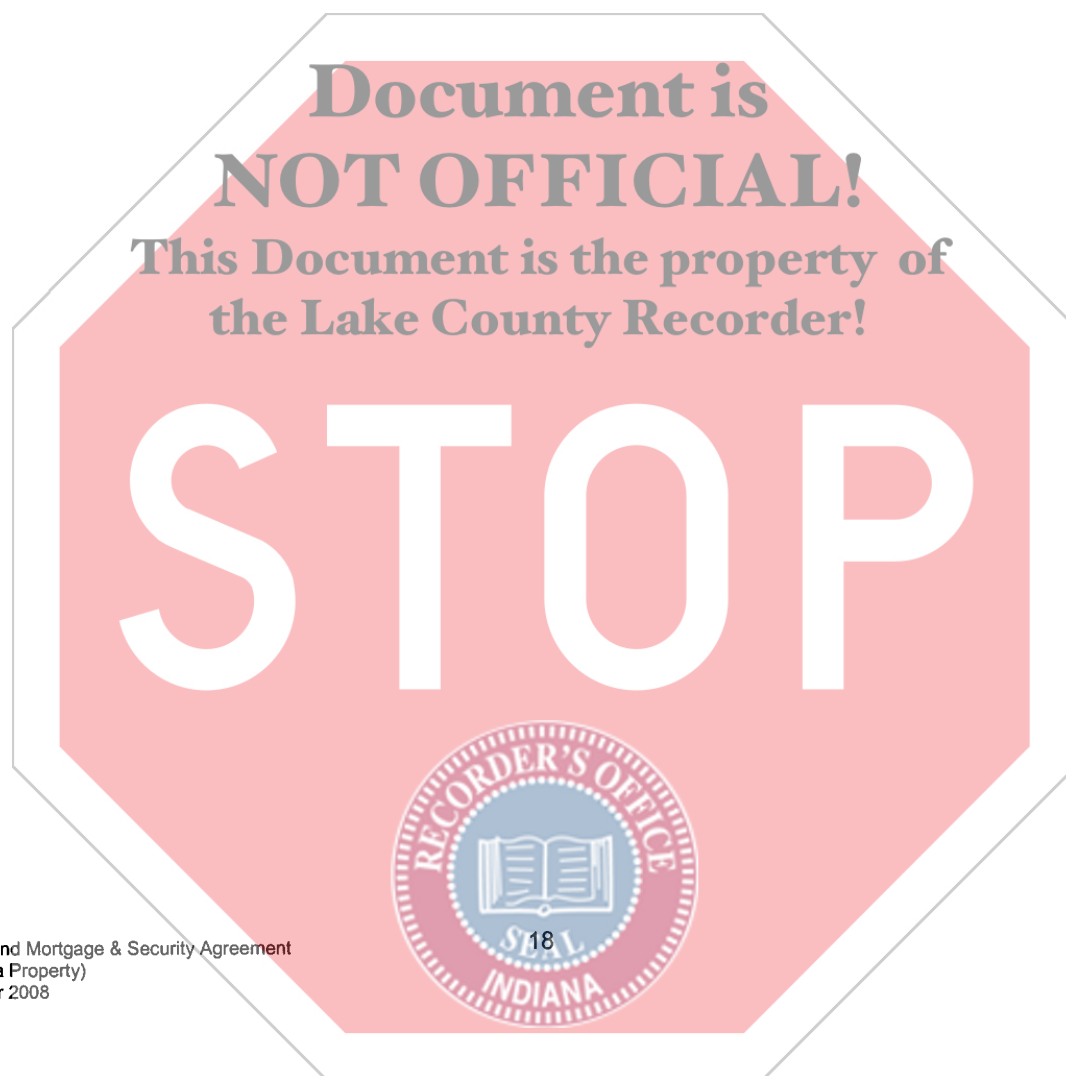 Document is
NOT OFFICIAL!
This Document is the property of
the Lake County Recorder!
STOP
RECORDER'S OFFICE
SEAL
INDIANA
18
nd Mortgage & Security Agreement
a Property)
r 2008